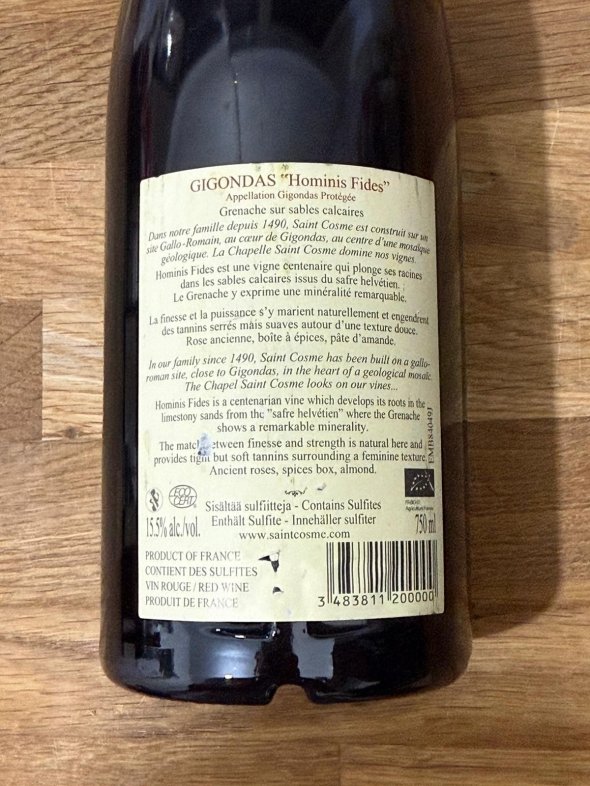 GIGONDAS "Hominis Fides"
Appellation Gigondas Protégée
Grenache sur sables calcaires
Dans notre famille depuis 1490, Saint Cosme est construit sur un
site Gallo-Romain, au cœur de Gigondas, au centre d'une mosaïque
géologique. La Chapelle Saint Cosme domine nos vignes.
Hominis Fides est une vigne centenaire qui plonge ses racines
dans les sables calcaires issus du safre helvétien.
Le Grenache y exprime une minéralité remarquable.
La finesse et la puissance s'y marient naturellement et engendrent
des tannins serrés mais suaves autour d'une texture douce.
Rose ancienne, boîte à épices, pâte d'amande.
In our family since 1490, Saint Cosme has been built on a gallo-
roman site, close to Gigondas, in the heart of a geological mosaic.
The Chapel Saint Cosme looks on our vines...
Hominis Fides is a centenarian vine which develops its roots in the
limestony sands from the "safre helvétien" where the Grenache
shows a remarkable minerality.
The match between finesse and strength is natural here and
provides tight but soft tannins surrounding a feminine texture.
Ancient roses, spices box, almond.
EMB84049J
ECO
CERT
Sisältää sulfiitteja - Contains Sulfites
Enthält Sulfite - Innehåller sulfiter
www.saintcosme.com
15.5% alc./vol.
FR-BIO-01
Agriculture France
750 ml
PRODUCT OF FRANCE
CONTIENT DES SULFITES
VIN ROUGE / RED WINE
PRODUIT DE FRANCE
3 483811 200000